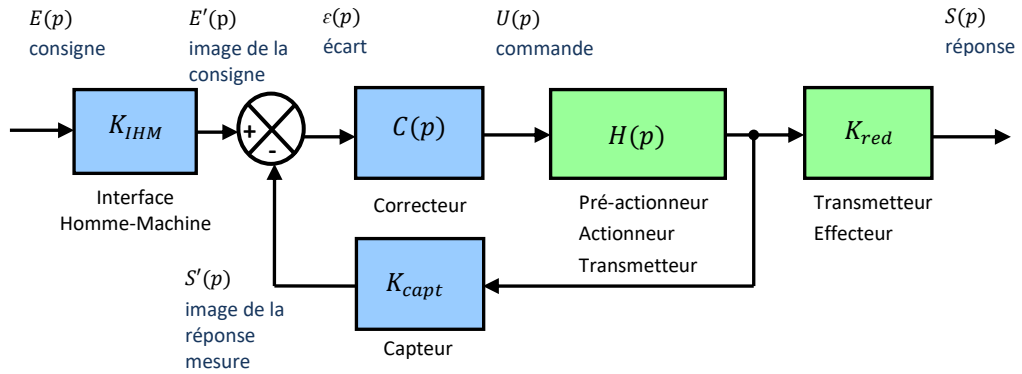 E(p)
consigne
E'(p)
image de la
consigne
ε(p)
écart
U(p)
commande
S(p)
réponse
K_IHM
+
-
C(p)
H(p)
K_red
Interface
Homme-Machine
Correcteur
Pré-actionneur
Actionneur
Transmetteur
Transmetteur
Effecteur
S'(p)
image de la
réponse
mesure
K_capt
Capteur